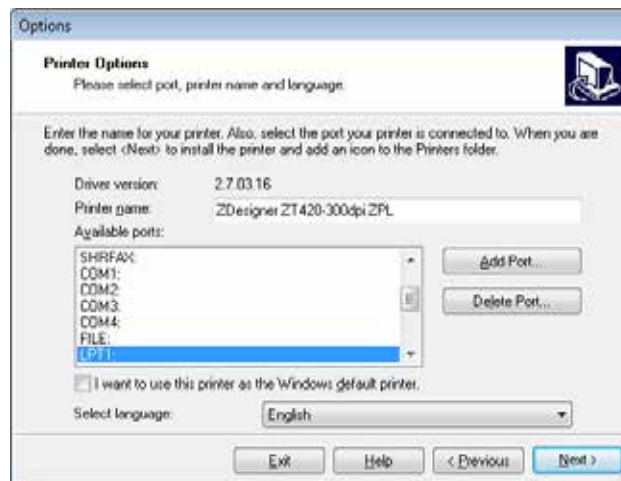 Options
Printer Options
Please select port, printer name and language.
Enter the name for your printer. Also, select the port your printer is connected to. When you are
done, select <Next> to install the printer and add an icon to the Printers folder.
Driver version: 2.7.03.16
Printer name: ZDesigner ZT420-300dpi ZPL
Available ports:
SHRFAX:
COM1:
COM2:
COM3:
COM4:
FILE:
LPT1:
Add Port...
Delete Port...
I want to use this printer as the Windows default printer.
Select language: English
Exit Help < Previous Next >